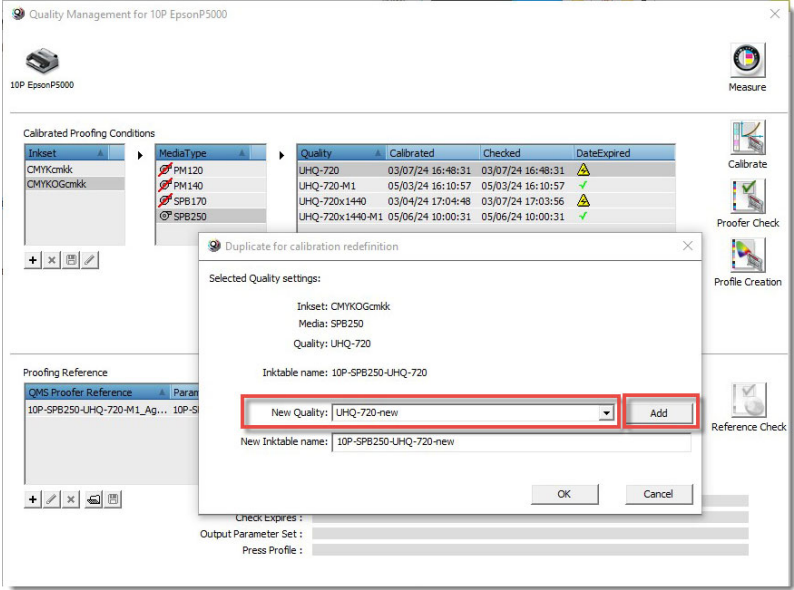 Quality Management for 10P EpsonP5000
10P EpsonP5000
Measure
Calibrated Proofing Conditions
Inkset
CMYKcmkk
CMYKOGcmkk
MediaType
PM120
PM140
SPB170
SPB250
Quality Calibrated Checked DateExpired
UHQ-720 03/07/24 16:48:31 03/07/24 16:48:31
UHQ-720-M1 05/03/24 16:10:57 05/03/24 16:10:57
UHQ-720x1440 03/04/24 17:04:48 03/07/24 17:03:56
UHQ-720x1440-M1 05/06/24 10:00:31 05/06/24 10:00:31
Calibrate
Proofer Check
Profile Creation
Duplicate for calibration redefinition
Selected Quality settings:
Inkset: CMYKOGcmkk
Media: SPB250
Quality: UHQ-720
Inktable name: 10P-SPB250-UHQ-720
New Quality: UHQ-720-new Add
New Inktable name: 10P-SPB250-UHQ-720-new
OK Cancel
Proofing Reference
QMS Proofer Reference
10P-SPB250-UHQ-720-M1_Ag...
Reference Check
Check Expires :
Output Parameter Set :
Press Profile :